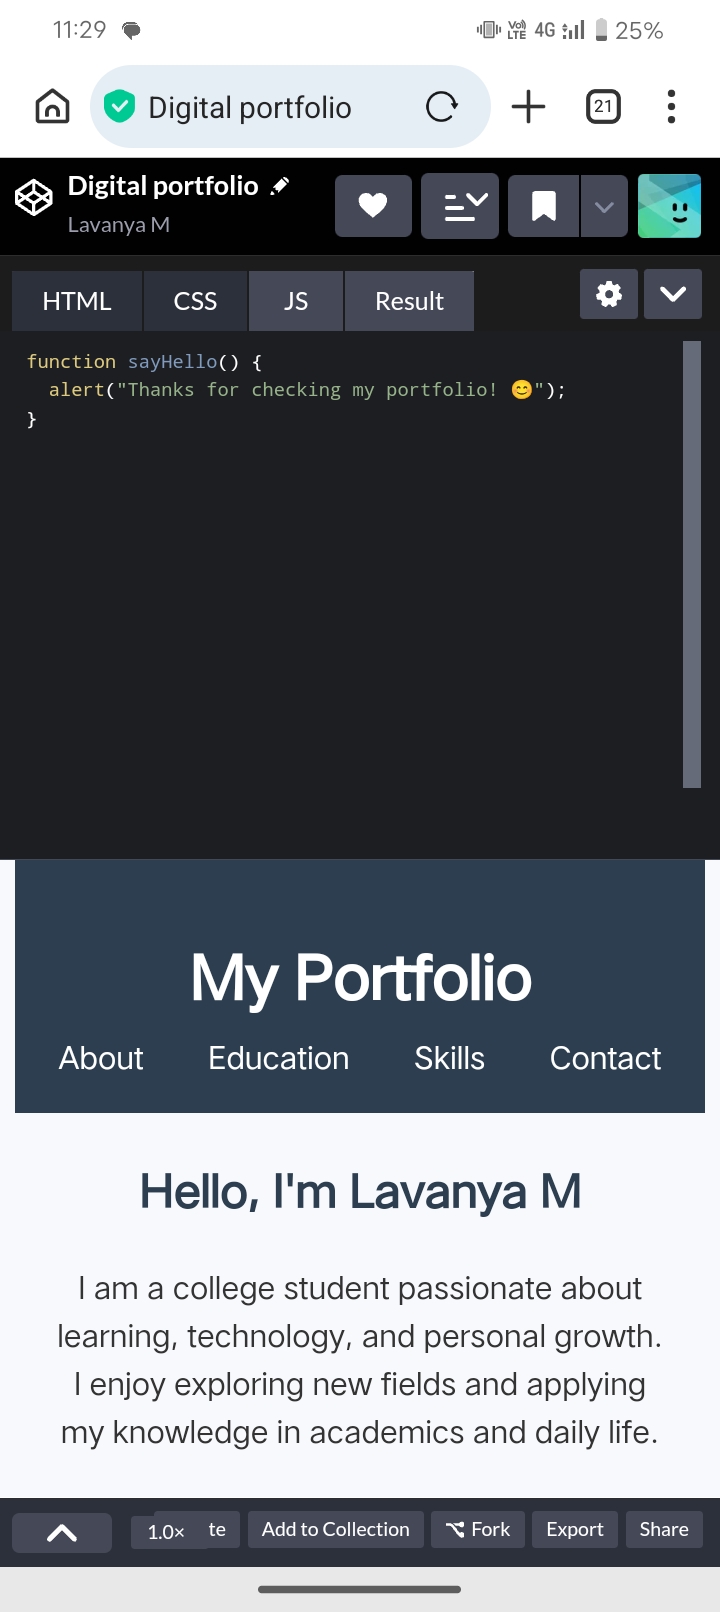 11:29 Vo) LTE 4G 25%
Digital portfolio 21
Digital portfolio
Lavanya M
HTML CSS JS Result
function sayHello() {
alert("Thanks for checking my portfolio! 😊");
}
My Portfolio
About Education Skills Contact
Hello, I'm Lavanya M
I am a college student passionate about
learning, technology, and personal growth.
I enjoy exploring new fields and applying
my knowledge in academics and daily life.
1.0× te Add to Collection Fork Export Share